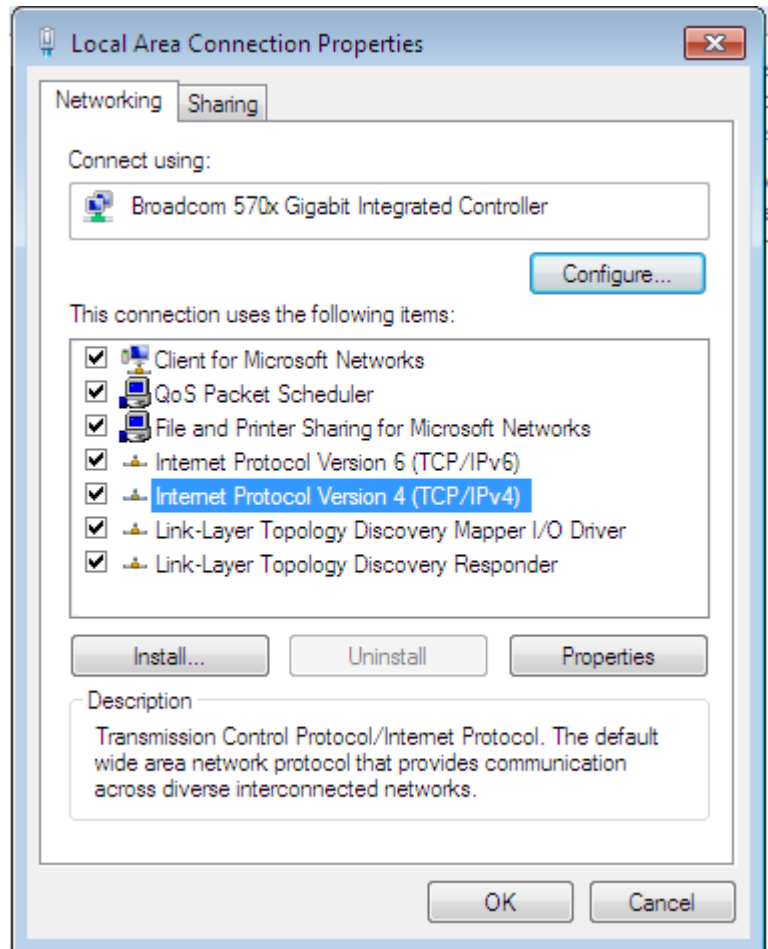 Local Area Connection Properties
Networking
Sharing
Connect using:
Broadcom 570x Gigabit Integrated Controller
Configure...
This connection uses the following items:
Client for Microsoft Networks
QoS Packet Scheduler
File and Printer Sharing for Microsoft Networks
Internet Protocol Version 6 (TCP/IPv6)
Internet Protocol Version 4 (TCP/IPv4)
Link-Layer Topology Discovery Mapper I/O Driver
Link-Layer Topology Discovery Responder
Install...
Uninstall
Properties
Description
Transmission Control Protocol/Internet Protocol. The default
wide area network protocol that provides communication
across diverse interconnected networks.
OK
Cancel